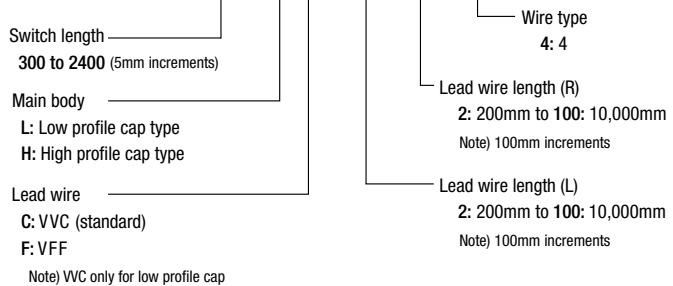 Switch length
300 to 2400 (5mm increments)
Main body
L: Low profile cap type
H: High profile cap type
Lead wire
C: VVC (standard)
F: VFF
Note) VVC only for low profile cap
Wire type
4: 4
Lead wire length (R)
2: 200mm to 100: 10,000mm
Note) 100mm increments
Lead wire length (L)
2: 200mm to 100: 10,000mm
Note) 100mm increments